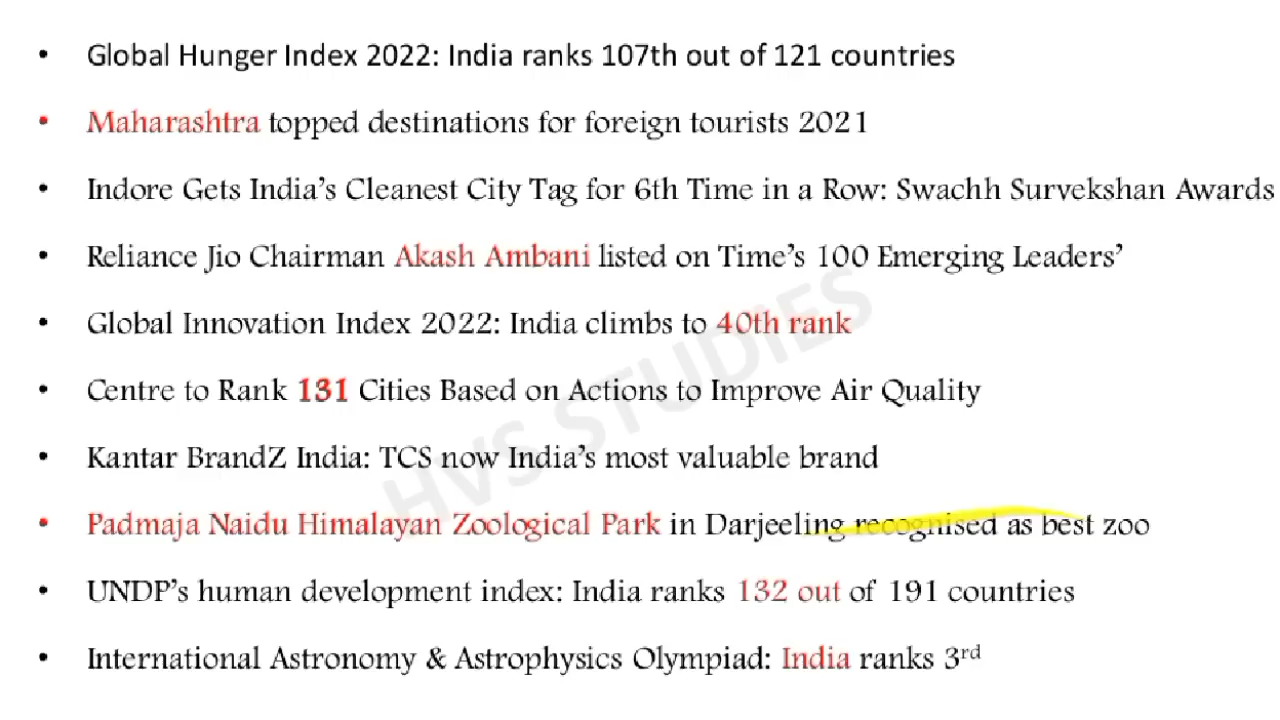 • Global Hunger Index 2022: India ranks 107th out of 121 countries
• Maharashtra topped destinations for foreign tourists 2021
• Indore Gets India's Cleanest City Tag for 6th Time in a Row: Swachh Survekshan Awards
• Reliance Jio Chairman Akash Ambani listed on Time's 100 Emerging Leaders'
• Global Innovation Index 2022: India climbs to 40th rank
• Centre to Rank 131 Cities Based on Actions to Improve Air Quality
• Kantar BrandZ India: TCS now India's most valuable brand
• Padmaja Naidu Himalayan Zoological Park in Darjeeling recognised as best zoo
• UNDP's human development index: India ranks 132 out of 191 countries
• International Astronomy & Astrophysics Olympiad: India ranks 3rd
HVS STUDIES